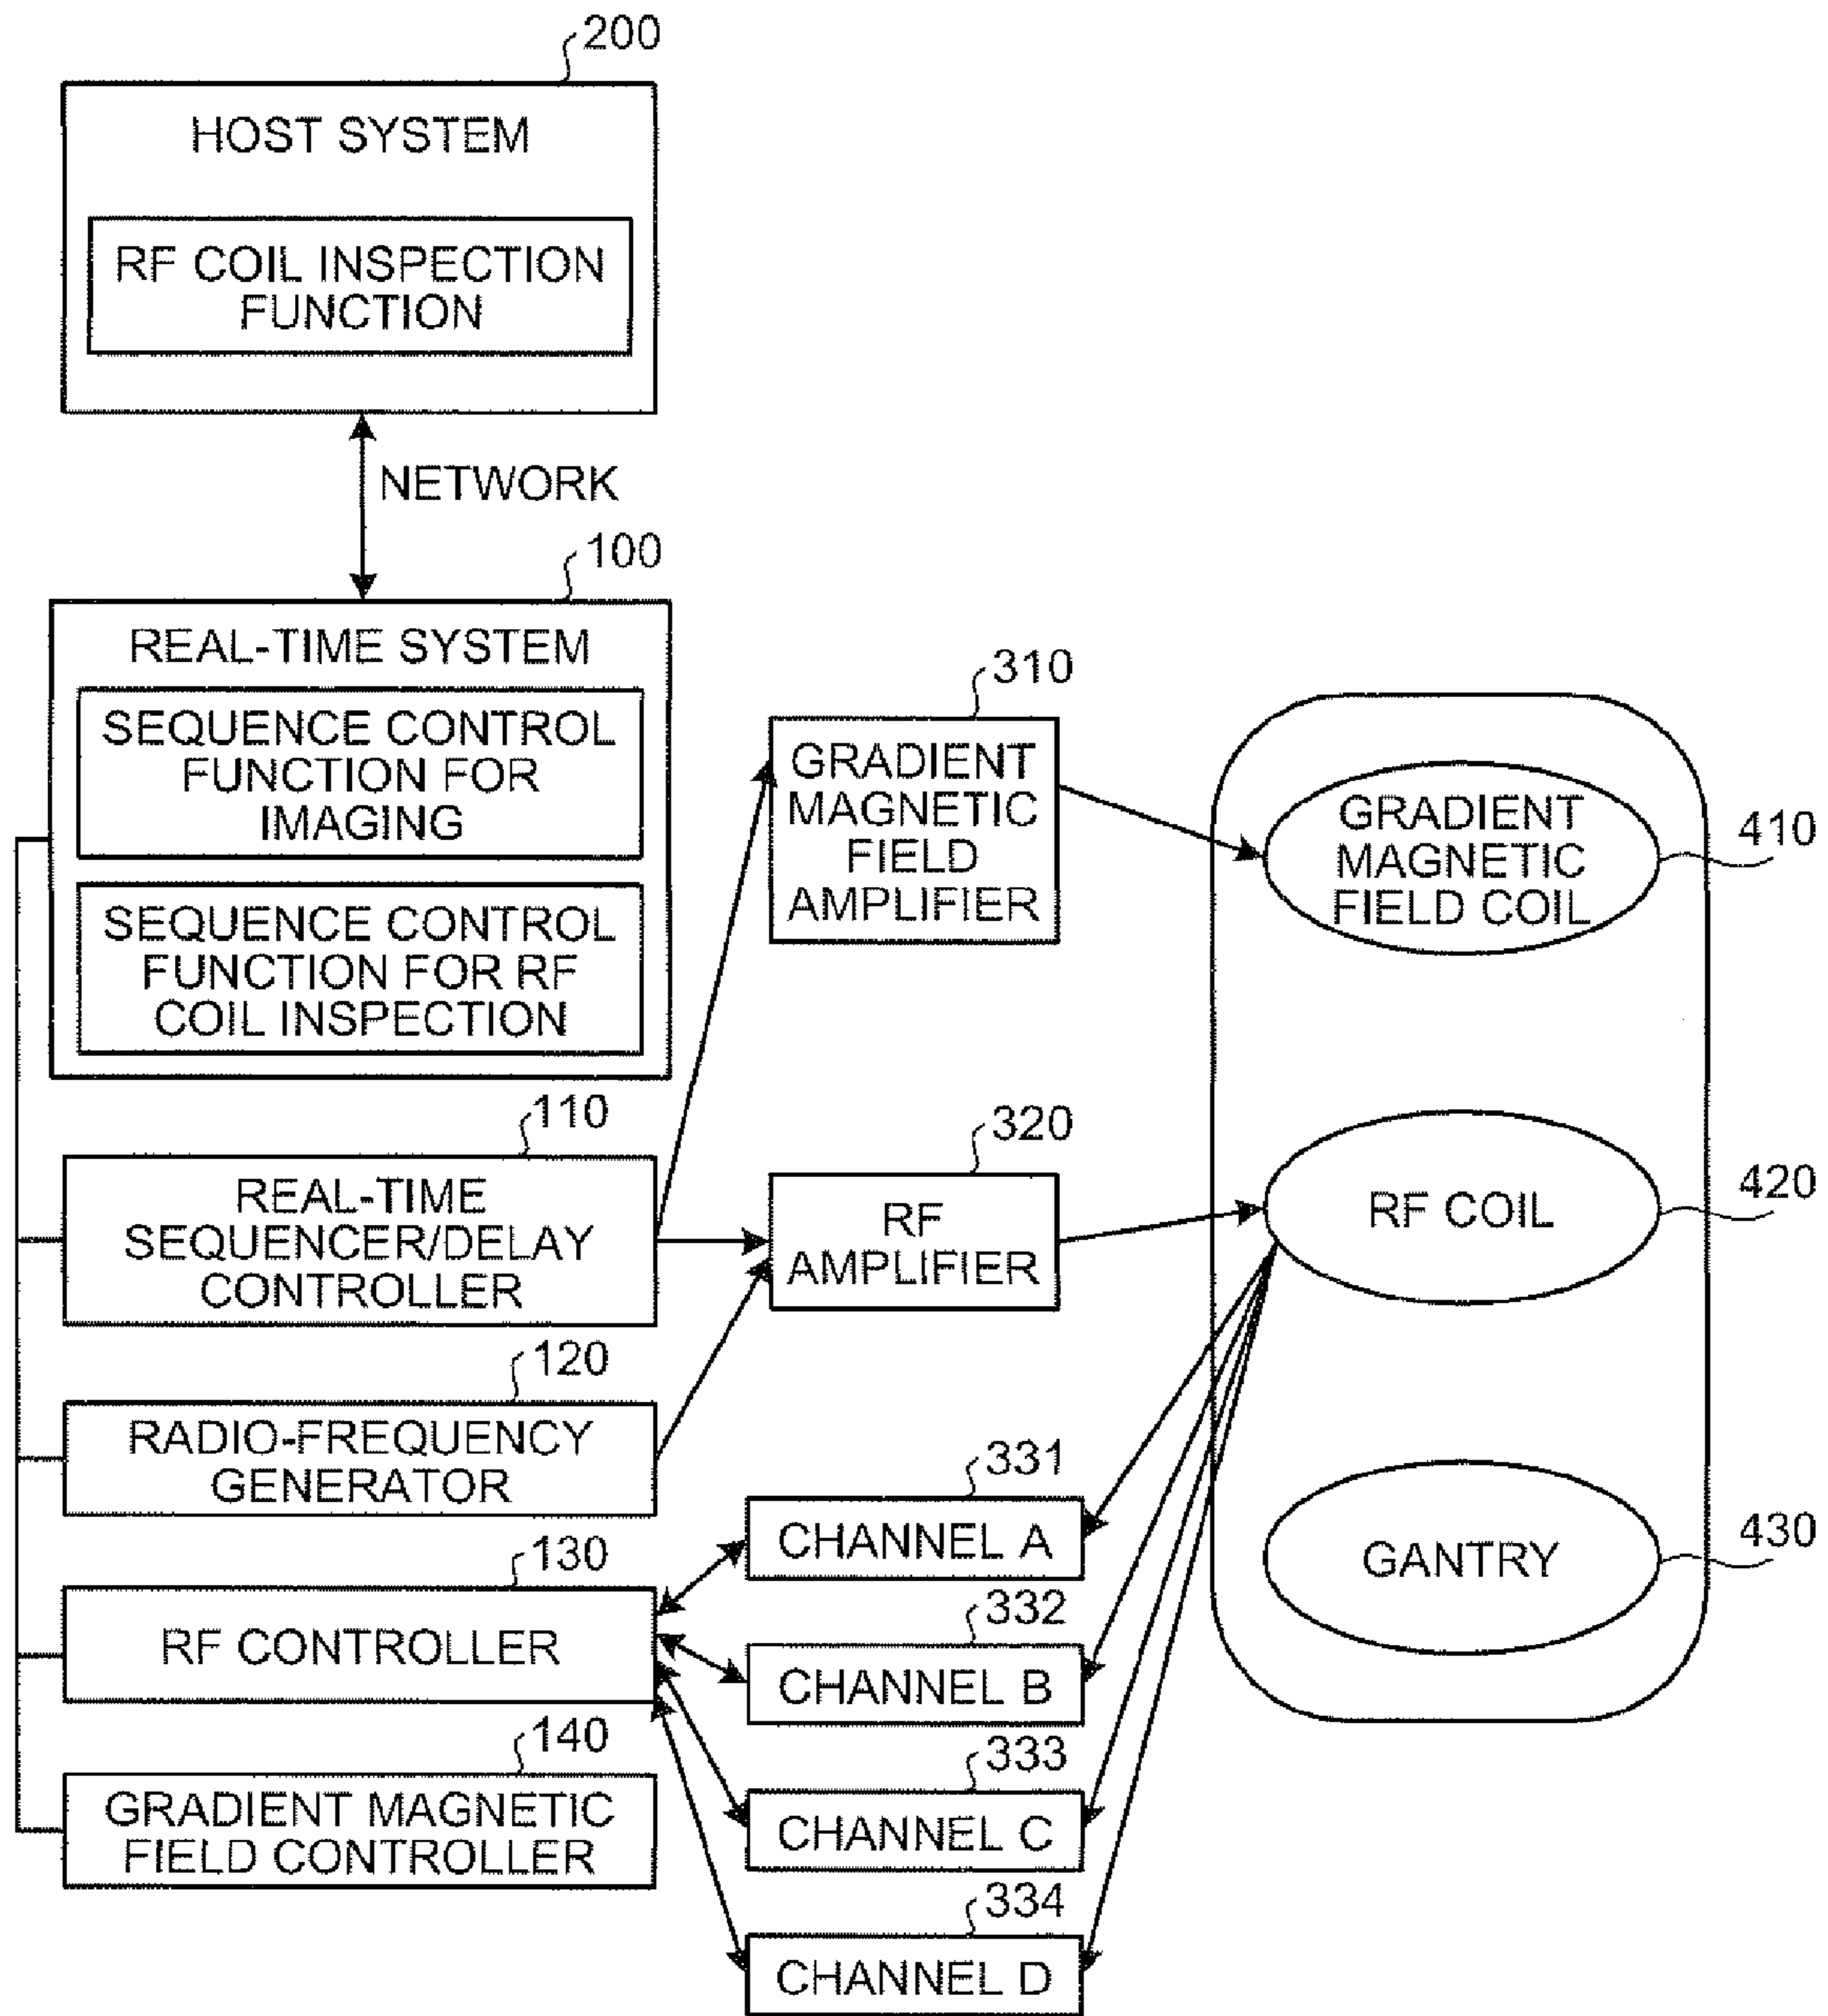 200
HOST SYSTEM
RF COIL INSPECTION
FUNCTION
NETWORK
100
REAL-TIME SYSTEM
SEQUENCE CONTROL
FUNCTION FOR
IMAGING
SEQUENCE CONTROL
FUNCTION FOR RF
COIL INSPECTION
110
REAL-TIME
SEQUENCER/DELAY
CONTROLLER
120
RADIO-FREQUENCY
GENERATOR
130
RF CONTROLLER
140
GRADIENT MAGNETIC
FIELD CONTROLLER
310
GRADIENT
MAGNETIC
FIELD
AMPLIFIER
320
RF
AMPLIFIER
331
CHANNEL A
332
CHANNEL B
333
CHANNEL C
334
CHANNEL D
GRADIENT
MAGNETIC
FIELD COIL
410
RF COIL
420
GANTRY
430